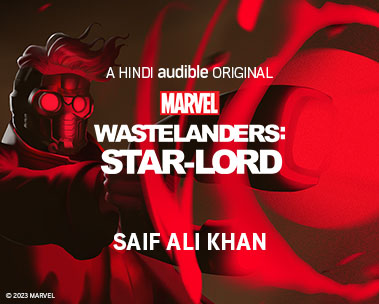 A HINDI audible ORIGINAL
MARVEL
WASTELANDERS:
STAR-LORD
SAIF ALI KHAN
© 2023 MARVEL